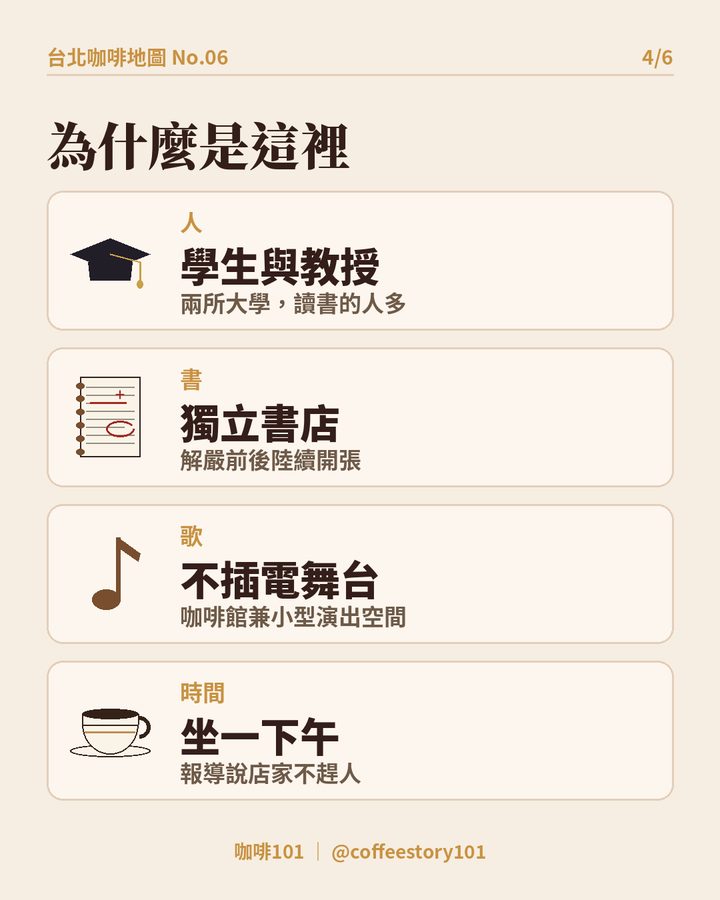 台北咖啡地圖 No.06
4/6
為什麼是這裡
人
學生與教授
兩所大學，讀書的人多
書
獨立書店
解嚴前後陸續開張
歌
不插電舞台
咖啡館兼小型演出空間
時間
坐一下午
報導說店家不趕人
咖啡101｜@coffeestory101